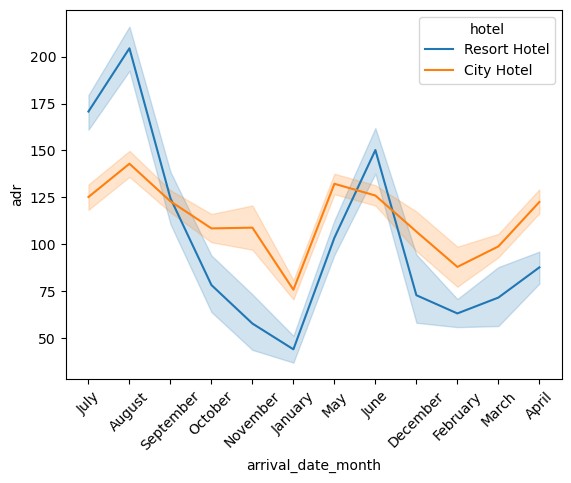 hotel
Resort Hotel
City Hotel
200
175
150
125
100
75
50
adr
July
August
September
October
November
January
May
June
December
February
March
April
arrival_date_month